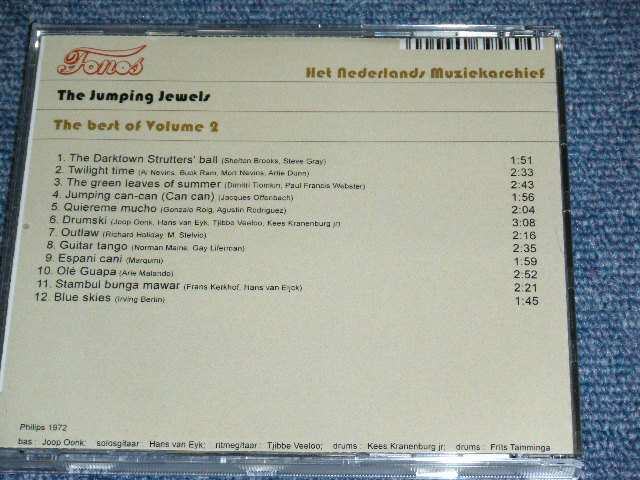 Fonos
Het Nederlands Muziekarchief
The Jumping Jewels
The best of Volume 2
1. The Darktown Strutters' ball (Shelton Brooks, Steve Gray) 1:51
2. Twilight time (Al Nevins, Buck Ram, Mort Nevins, Artie Dunn) 2:33
3. The green leaves of summer (Dimitri Tiomkin, Paul Francis Webster) 2:43
4. Jumping can-can (Can can) (Jacques Offenbach) 1:56
5. Quiereme mucho (Gonzalo Roig, Agustin Rodriguez) 2:04
6. Drumski (Joop Oonk, Hans van Eyk, Tjibbe Veeloo, Kees Kranenburg jr) 3:08
7. Outlaw (Richard Holiday, M. Stelvio) 2:16
8. Guitar tango (Norman Maine, Gay Liferman) 2:35
9. Espani cani (Marquini) 1:59
10. Olé Guapa (Arie Malando) 2:52
11. Stambul bunga mawar (Frans Kerkhof, Hans van Eijck) 2:21
12. Blue skies (Irving Berlin) 1:45
Philips 1972
bas : Joop Oonk; solosgitaar : Hans van Eyk; ritmegitaar : Tjibbe Veeloo; drums : Kees Kranenburg jr; drums : Frits Tamminga